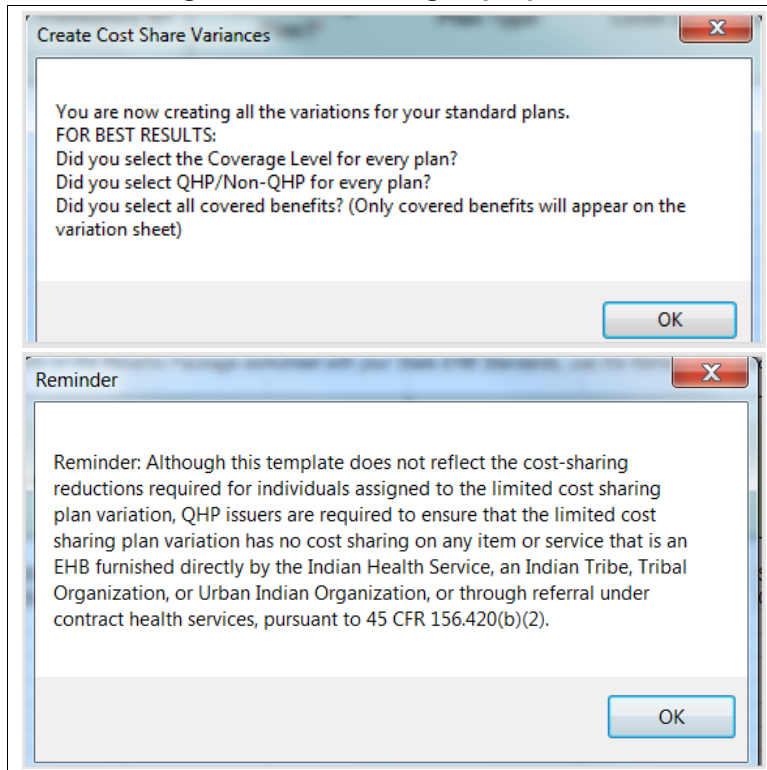 Create Cost Share Variances
You are now creating all the variations for your standard plans.
FOR BEST RESULTS:
Did you select the Coverage Level for every plan?
Did you select QHP/Non-QHP for every plan?
Did you select all covered benefits? (Only covered benefits will appear on the
variation sheet)
OK
Reminder
Reminder: Although this template does not reflect the cost-sharing
reductions required for individuals assigned to the limited cost sharing
plan variation, QHP issuers are required to ensure that the limited cost
sharing plan variation has no cost sharing on any item or service that is an
EHB furnished directly by the Indian Health Service, an Indian Tribe, Tribal
Organization, or Urban Indian Organization, or through referral under
contract health services, pursuant to 45 CFR 156.420(b)(2).
OK